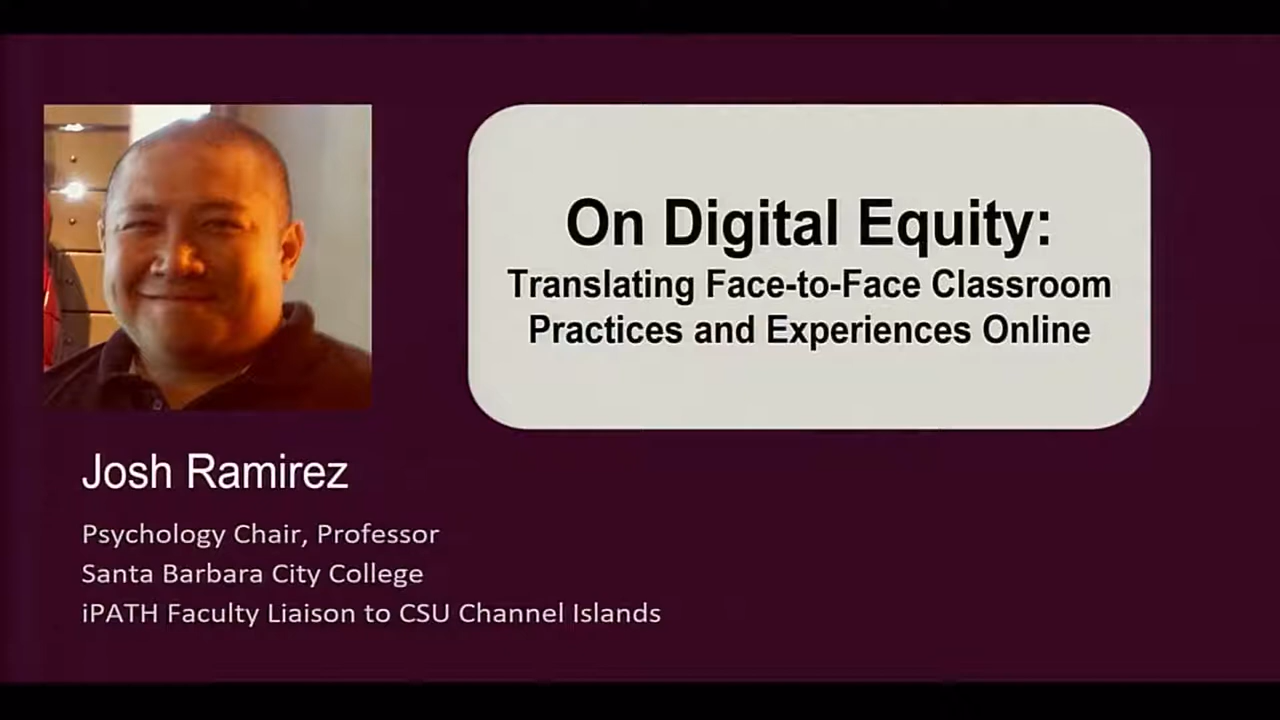 On Digital Equity:
Translating Face-to-Face Classroom
Practices and Experiences Online
Josh Ramirez
Psychology Chair, Professor
Santa Barbara City College
iPATH Faculty Liaison to CSU Channel Islands